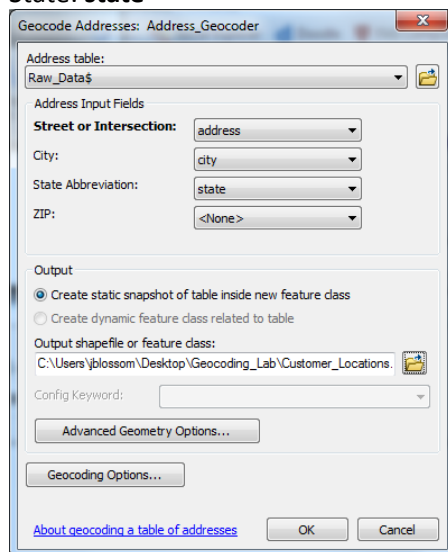 State: state
Geocode Addresses: Address_Geocoder
Address table:
Raw_Data$
Address Input Fields
Street or Intersection: address
City: city
State Abbreviation: state
ZIP: <None>
Output
Create static snapshot of table inside new feature class
Create dynamic feature class related to table
Output shapefile or feature class:
C:\Users\jblossom\Desktop\Geocoding_Lab\Customer_Locations.
Config Keyword:
Advanced Geometry Options...
Geocoding Options...
About geocoding a table of addresses OK Cancel